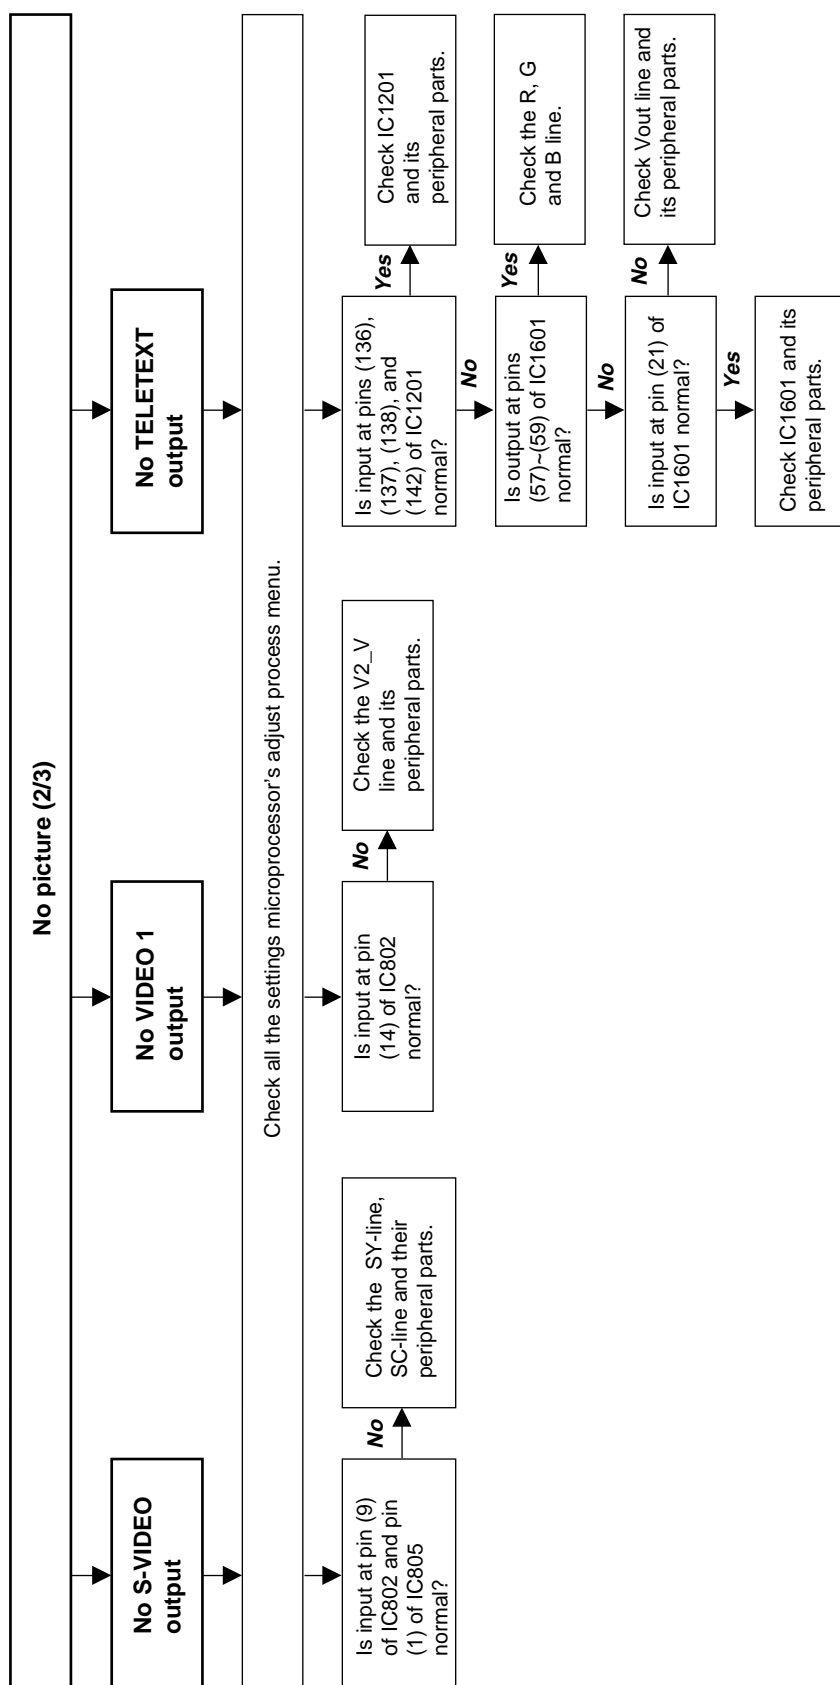 No picture (2/3)
No S-VIDEO
output
No VIDEO 1
output
No TELETEXT
output
Check all the settings microprocessor's adjust process menu.
Is input at pin (9)
of IC802 and pin
(1) of IC805
normal?
No
Check the SY-line,
SC-line and their
peripheral parts.
Is input at pin
(14) of IC802
normal?
No
Check the V2_V
line and its
peripheral parts.
Is input at pins (136),
(137), (138), and
(142) of IC1201
normal?
Yes
Check IC1201
and its
peripheral parts.
No
Is output at pins
(57)~(59) of IC1601
normal?
Yes
Check the R, G
and B line.
No
Is input at pin (21) of
IC1601 normal?
No
Check Vout line and
its peripheral parts.
Yes
Check IC1601 and its
peripheral parts.